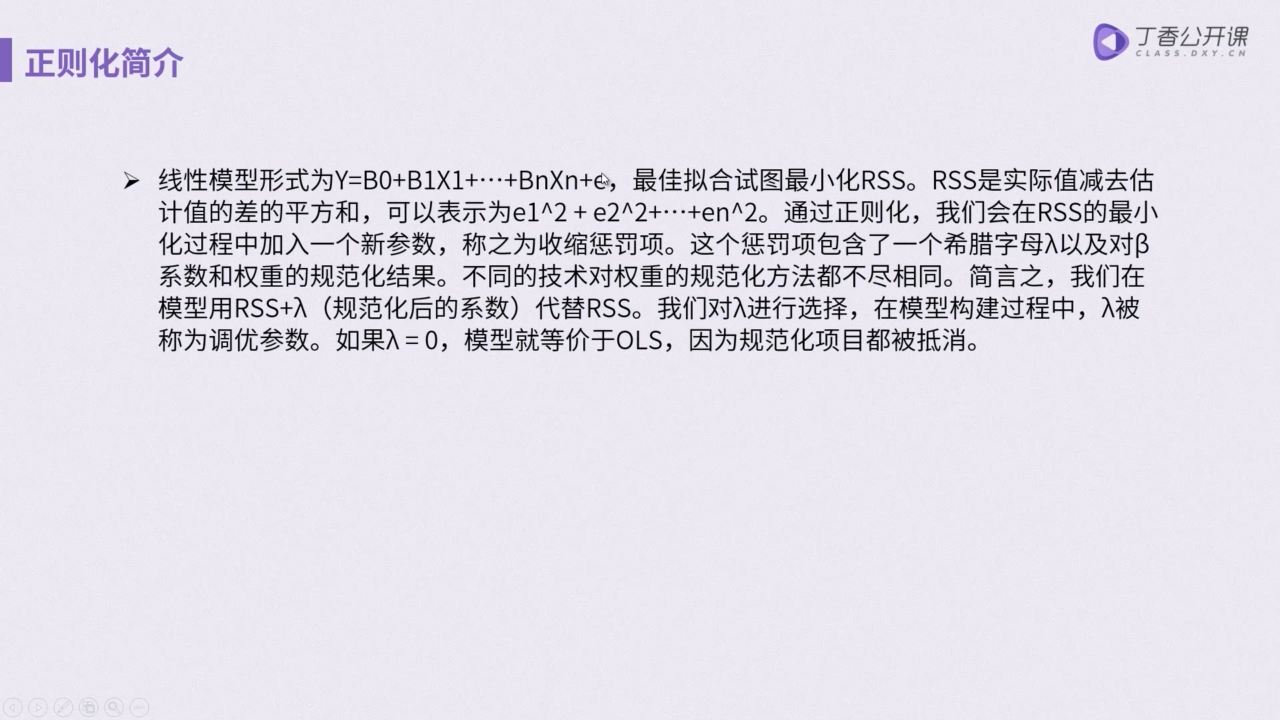 正则化简介
丁香公开课
CLASS.DXY.CN
➢ 线性模型形式为Y=B0+B1X1+…+BnXn+e，最佳拟合试图最小化RSS。RSS是实际值减去估
计值的差的平方和，可以表示为e1^2 + e2^2+…+en^2。通过正则化，我们会在RSS的最小
化过程中加入一个新参数，称之为收缩惩罚项。这个惩罚项包含了一个希腊字母λ以及对β
系数和权重的规范化结果。不同的技术对权重的规范化方法都不尽相同。简言之，我们在
模型用RSS+λ（规范化后的系数）代替RSS。我们对λ进行选择，在模型构建过程中，λ被
称为调优参数。如果λ = 0，模型就等价于OLS，因为规范化项目都被抵消。